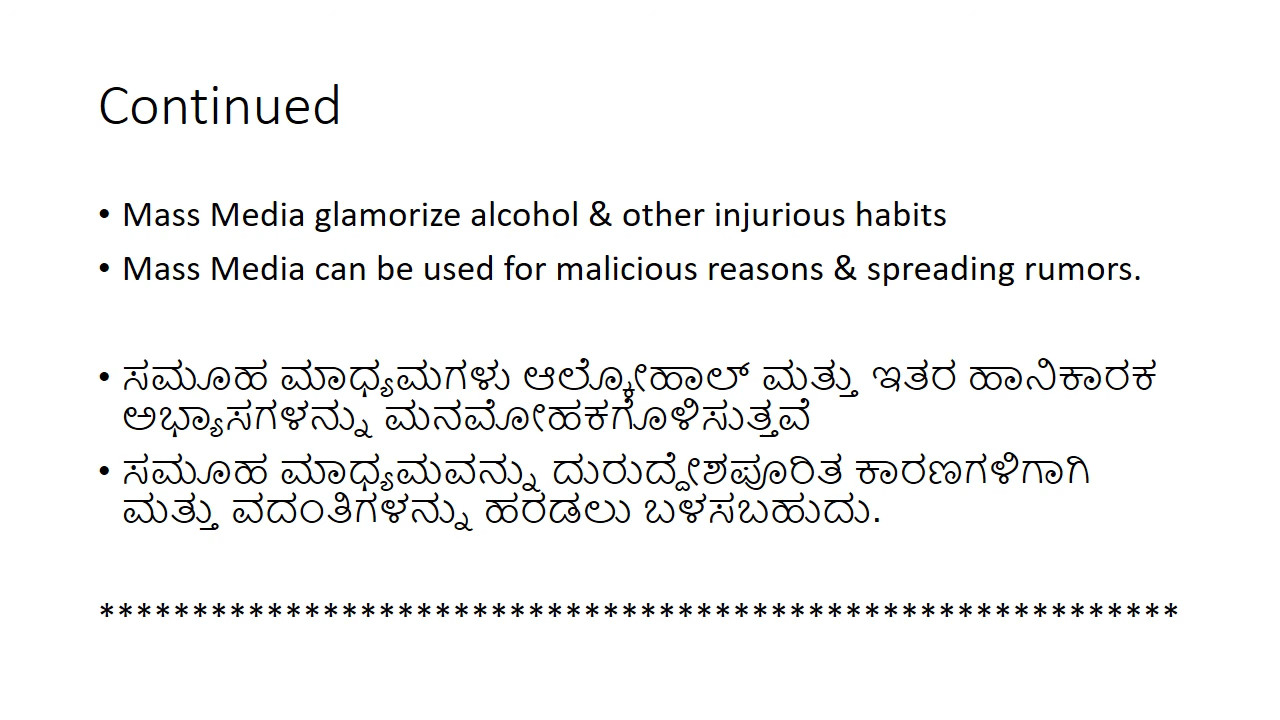 Continued
• Mass Media glamorize alcohol & other injurious habits
• Mass Media can be used for malicious reasons & spreading rumors.
• ಸಮೂಹ ಮಾಧ್ಯಮಗಳು ಆಲ್ಕೋಹಾಲ್ ಮತ್ತು ಇತರ ಹಾನಿಕಾರಕ
ಅಭ್ಯಾಸಗಳನ್ನು ಮನಮೋಹಕಗೊಳಿಸುತ್ತವೆ
• ಸಮೂಹ ಮಾಧ್ಯಮವನ್ನು ದುರುದ್ದೇಶಪೂರಿತ ಕಾರಣಗಳಿಗಾಗಿ
ಮತ್ತು ವದಂತಿಗಳನ್ನು ಹರಡಲು ಬಳಸಬಹುದು.
**********************************************************